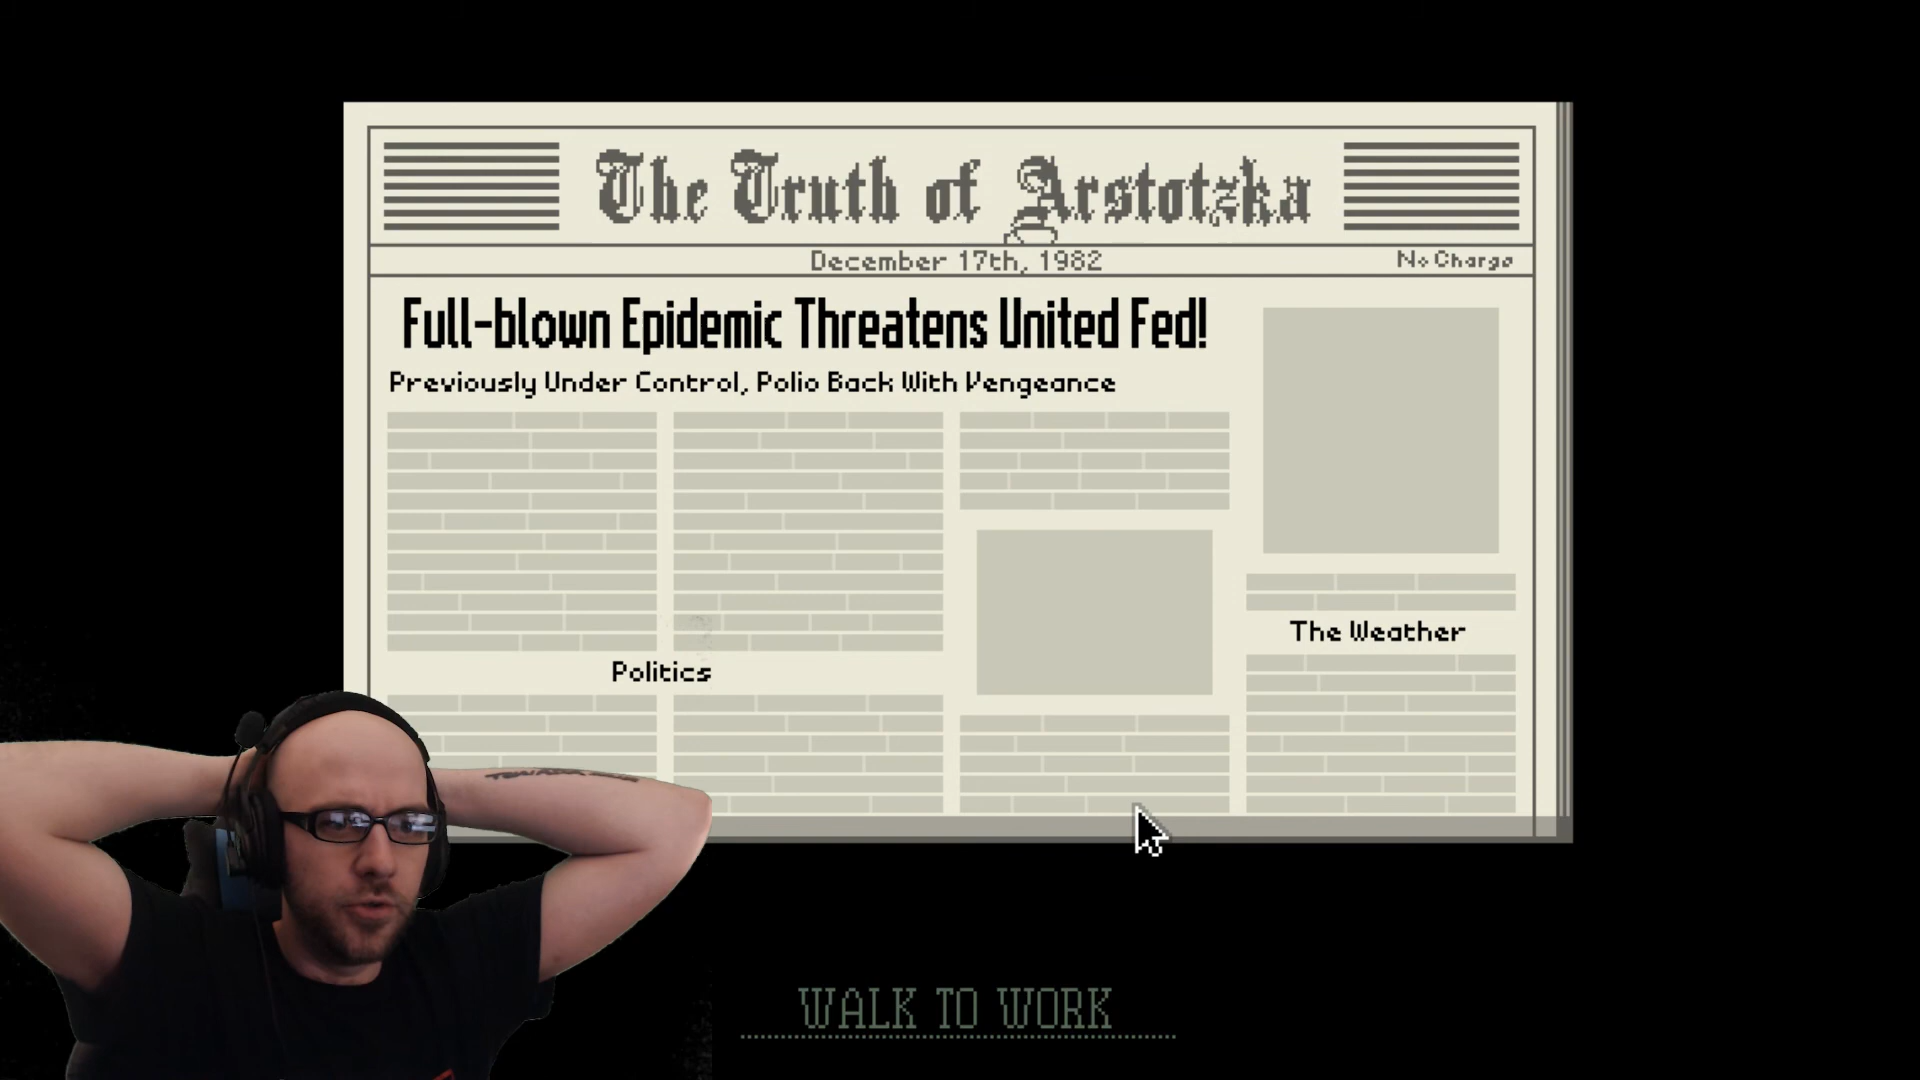 The Truth of Arstotzka
December 17th, 1982
No Charge
Full-blown Epidemic Threatens United Fed!
Previously Under Control, Polio Back With Vengeance
Politics
The Weather
WALK TO WORK